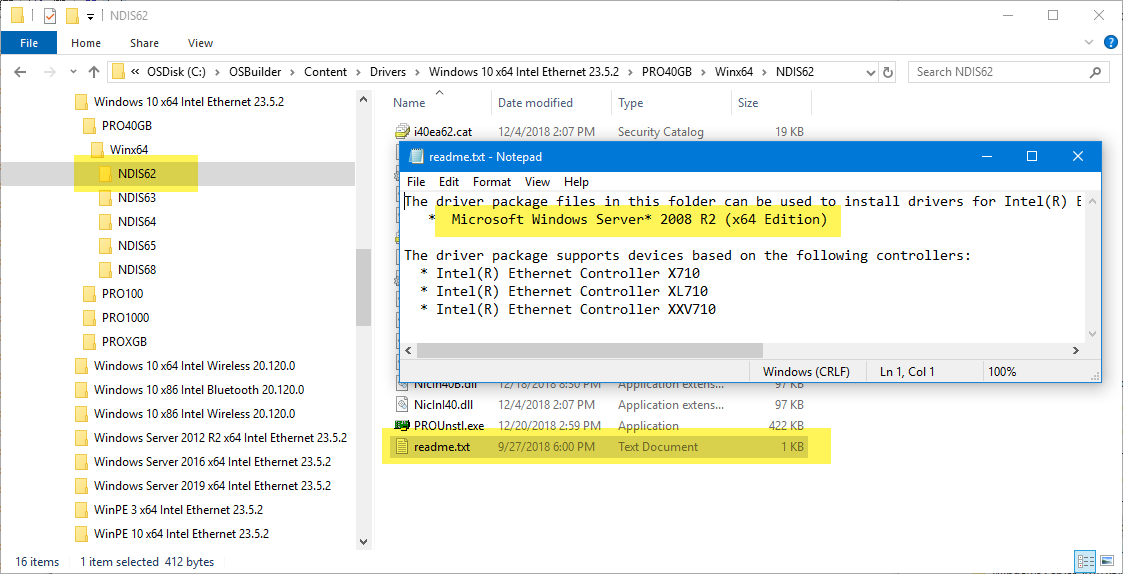 NDIS62
File Home Share View
« OSDisk (C:) › OSBuilder › Content › Drivers › Windows 10 x64 Intel Ethernet 23.5.2 › PRO40GB › Winx64 › NDIS62
Search NDIS62
Windows 10 x64 Intel Ethernet 23.5.2
PRO40GB
Winx64
NDIS62
NDIS63
NDIS64
NDIS65
NDIS68
PRO100
PRO1000
PROXGB
Windows 10 x64 Intel Wireless 20.120.0
Windows 10 x86 Intel Bluetooth 20.120.0
Windows 10 x86 Intel Wireless 20.120.0
Windows Server 2012 R2 x64 Intel Ethernet 23.5.2
Windows Server 2016 x64 Intel Ethernet 23.5.2
Windows Server 2019 x64 Intel Ethernet 23.5.2
WinPE 3 x64 Intel Ethernet 23.5.2
WinPE 10 x64 Intel Ethernet 23.5.2
Name Date modified Type Size
i40ea62.cat 12/4/2018 2:07 PM Security Catalog 19 KB
readme.txt - Notepad
File Edit Format View Help
The driver package files in this folder can be used to install drivers for Intel(R) E
* Microsoft Windows Server* 2008 R2 (x64 Edition)
The driver package supports devices based on the following controllers:
* Intel(R) Ethernet Controller X710
* Intel(R) Ethernet Controller XL710
* Intel(R) Ethernet Controller XXV710
Windows (CRLF) Ln 1, Col 1 100%
NicIn40B.dll 12/18/2018 8:50 PM Application extens... 97 KB
NicInI40.dll 12/4/2018 2:07 PM Application extens... 97 KB
PROUnstl.exe 12/20/2018 2:59 PM Application 422 KB
readme.txt 9/27/2018 6:00 PM Text Document 1 KB
16 items 1 item selected 412 bytes